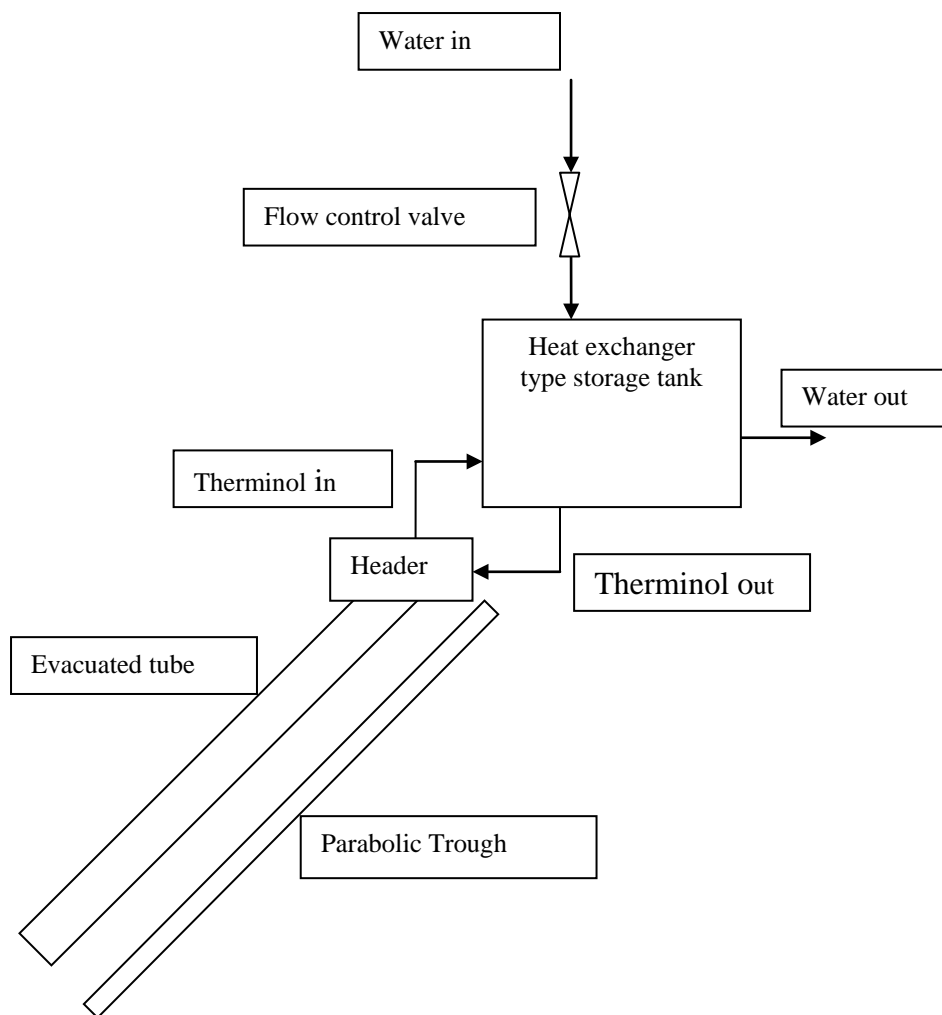 Water in
Flow control valve
Heat exchanger
type storage tank
Water out
Therminol in
Header
Therminol out
Evacuated tube
Parabolic Trough